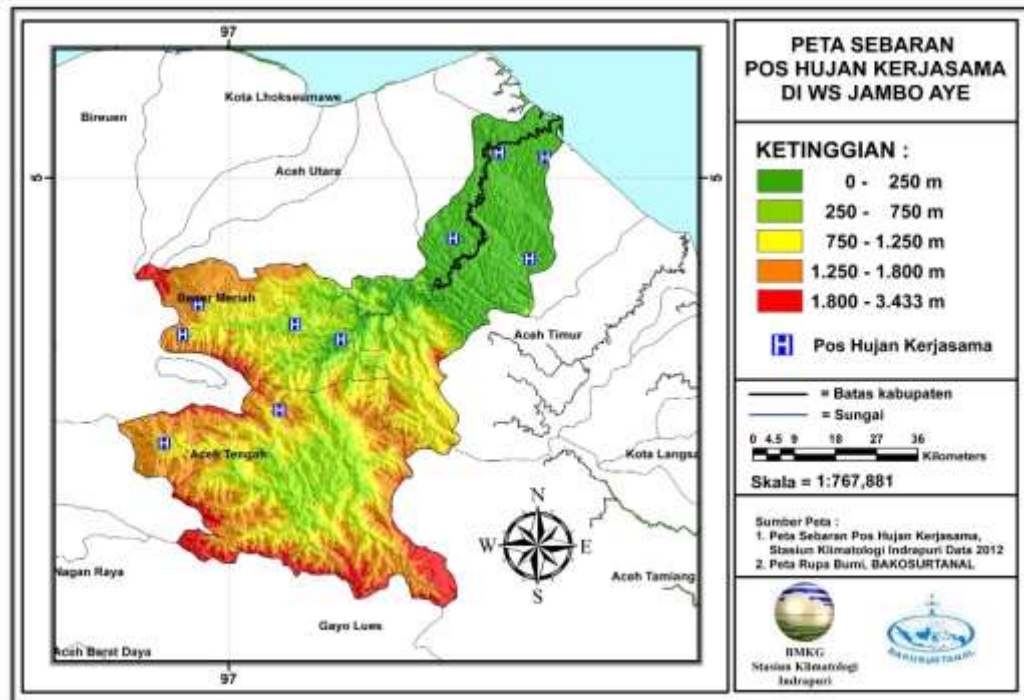 97
Kota Lhokseumawe
Bireuen
Aceh Utara
5
5
H
H
H
H
Bener Meriah
H
H
H
H
Aceh Timur
H
H
Aceh Tengah
Kota Langsa
N
W
E
S
Nagan Raya
Aceh Tamiang
Gayo Lues
Aceh Barat Daya
97
PETA SEBARAN
POS HUJAN KERJASAMA
DI WS JAMBO AYE
KETINGGIAN :
0 - 250 m
250 - 750 m
750 - 1.250 m
1.250 - 1.800 m
1.800 - 3.433 m
H Pos Hujan Kerjasama
= Batas kabupaten
= Sungai
0 4.5 9 18 27 36
Kilometers
Skala = 1:767,881
Sumber Peta :
1. Peta Sebaran Pos Hujan Kerjasama,
Stasiun Klimatologi Indrapuri Data 2012
2. Peta Rupa Bumi, BAKOSURTANAL
BMKG
Stasiun Klimatologi
Indrapuri
BAKOSURTANAL